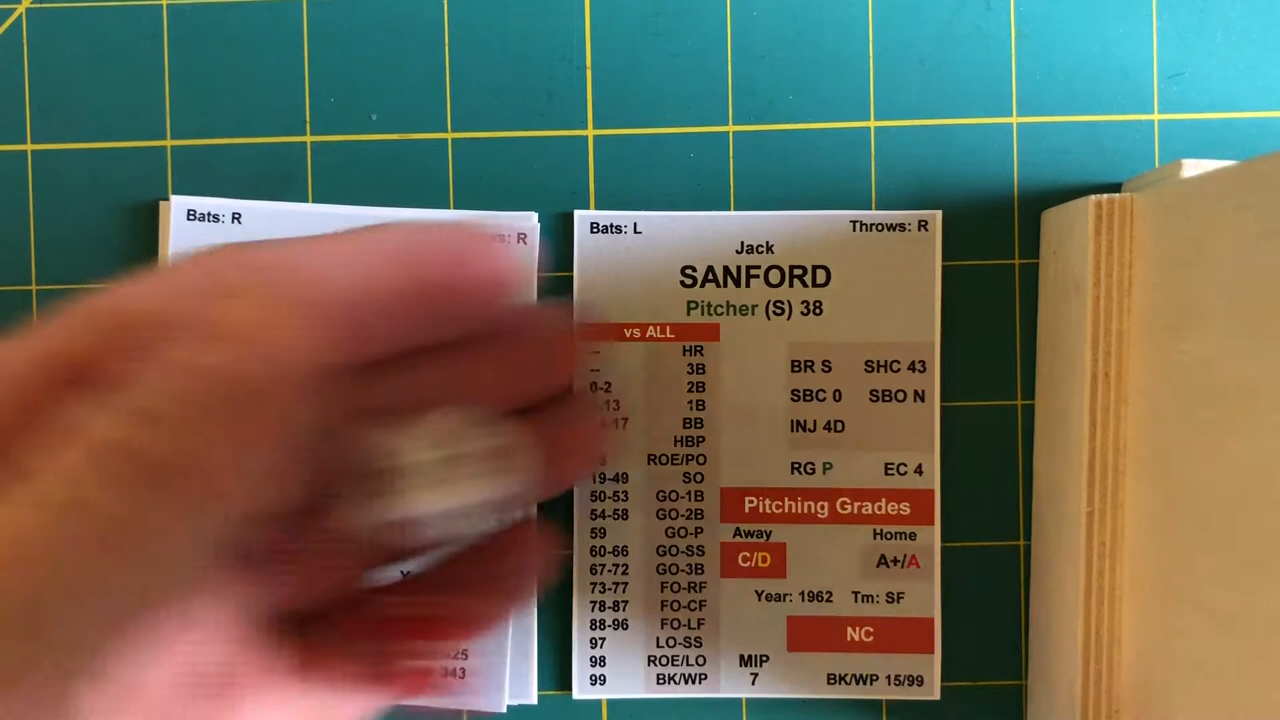 Bats: R
s: R
25
343
Bats: L Throws: R
Jack
SANFORD
Pitcher (S) 38
vs ALL
-- HR
-- 3B
0-2 2B
13 1B
17 BB
HBP
ROE/PO
19-49 SO
50-53 GO-1B
54-58 GO-2B
59 GO-P
60-66 GO-SS
67-72 GO-3B
73-77 FO-RF
78-87 FO-CF
88-96 FO-LF
97 LO-SS
98 ROE/LO
99 BK/WP
BR S SHC 43
SBC 0 SBO N
INJ 4D
RG P EC 4
Pitching Grades
Away Home
C/D A+/A
Year: 1962 Tm: SF
NC
MIP
7
BK/WP 15/99